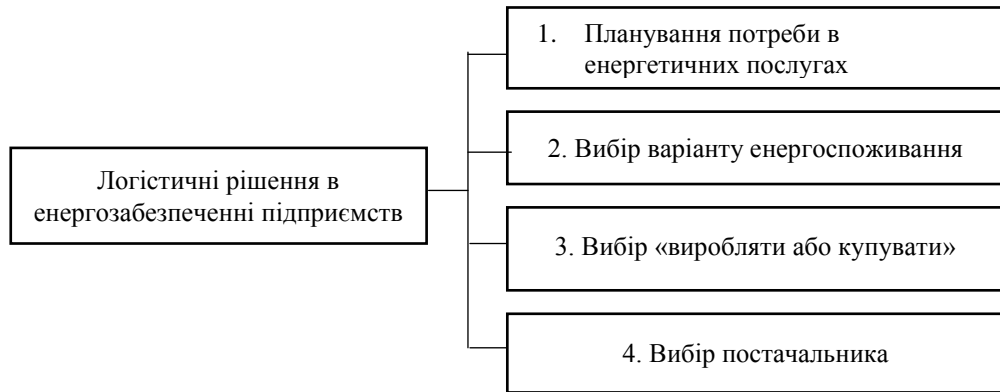 Логістичні рішення в
енергозабезпеченні підприємств
1. Планування потреби в
енергетичних послугах
2. Вибір варіанту енергоспоживання
3. Вибір «виробляти або купувати»
4. Вибір постачальника